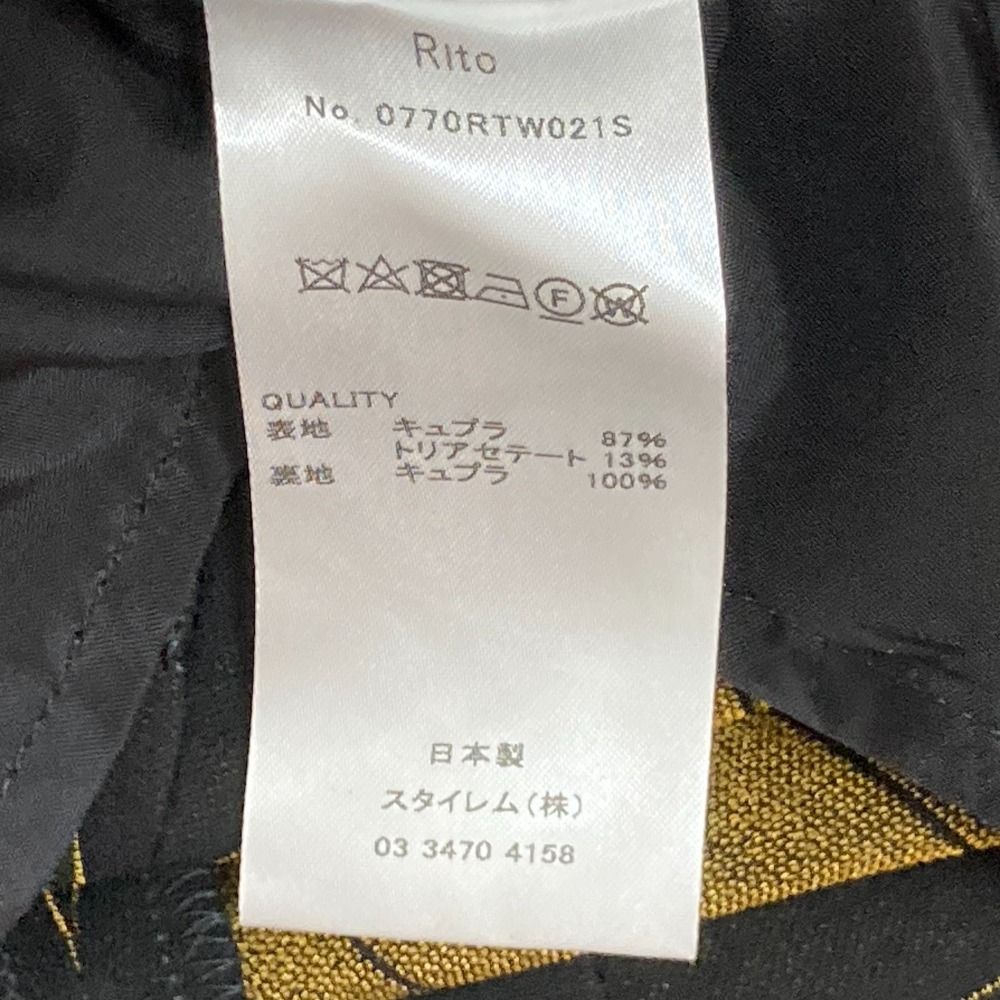 Rito
No. 0770RTW021S
F W
QUALITY
表地 キュプラ 87%
トリアセテート 13%
裏地 キュプラ 100%
日本製
スタイレム(株)
03 3470 4158